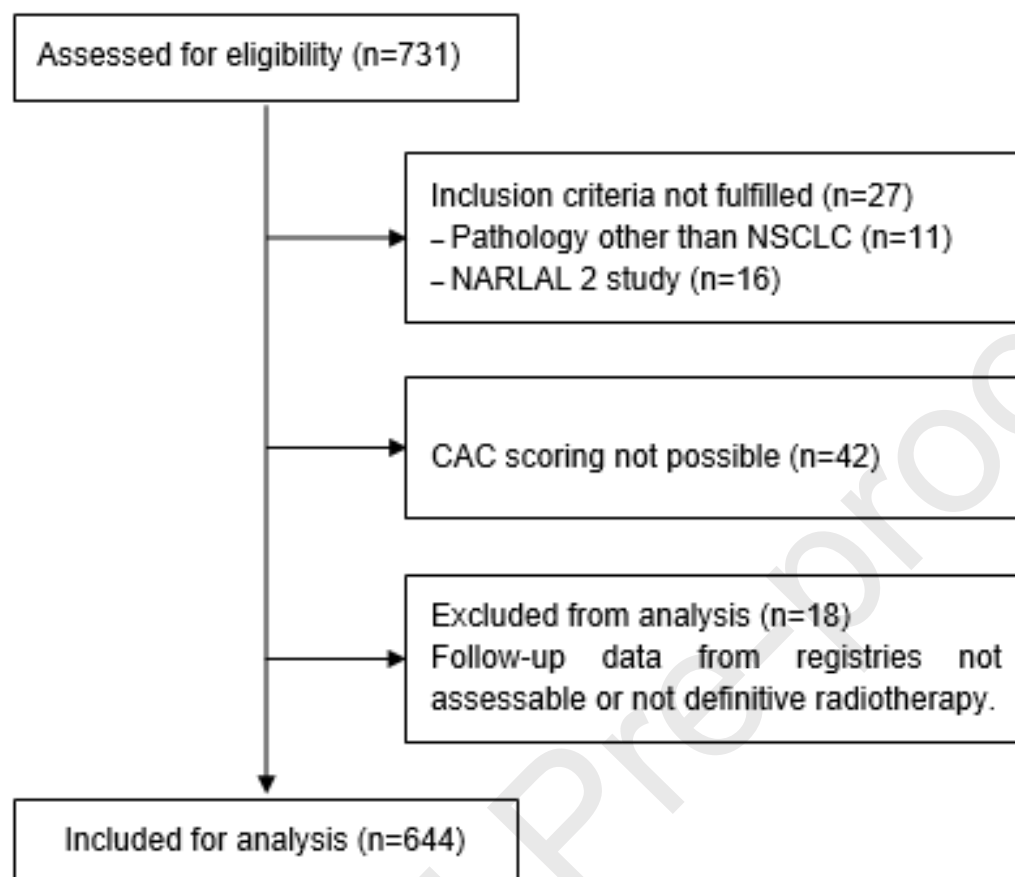 Assessed for eligibility (n=731)
Inclusion criteria not fulfilled (n=27)
– Pathology other than NSCLC (n=11)
– NARLAL 2 study (n=16)
CAC scoring not possible (n=42)
Excluded from analysis (n=18)
Follow-up data from registries not
assessable or not definitive radiotherapy.
Included for analysis (n=644)
Pre-proo